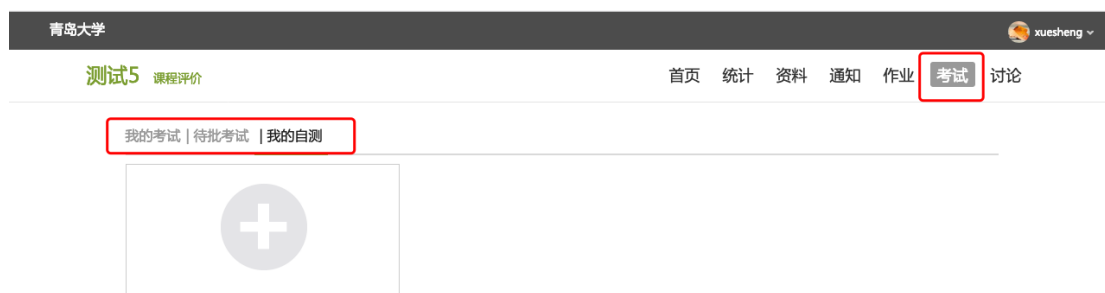 青岛大学 xuesheng
测试5 课程评价 首页 统计 资料 通知 作业 考试 讨论
我的考试 | 待批考试 | 我的自测